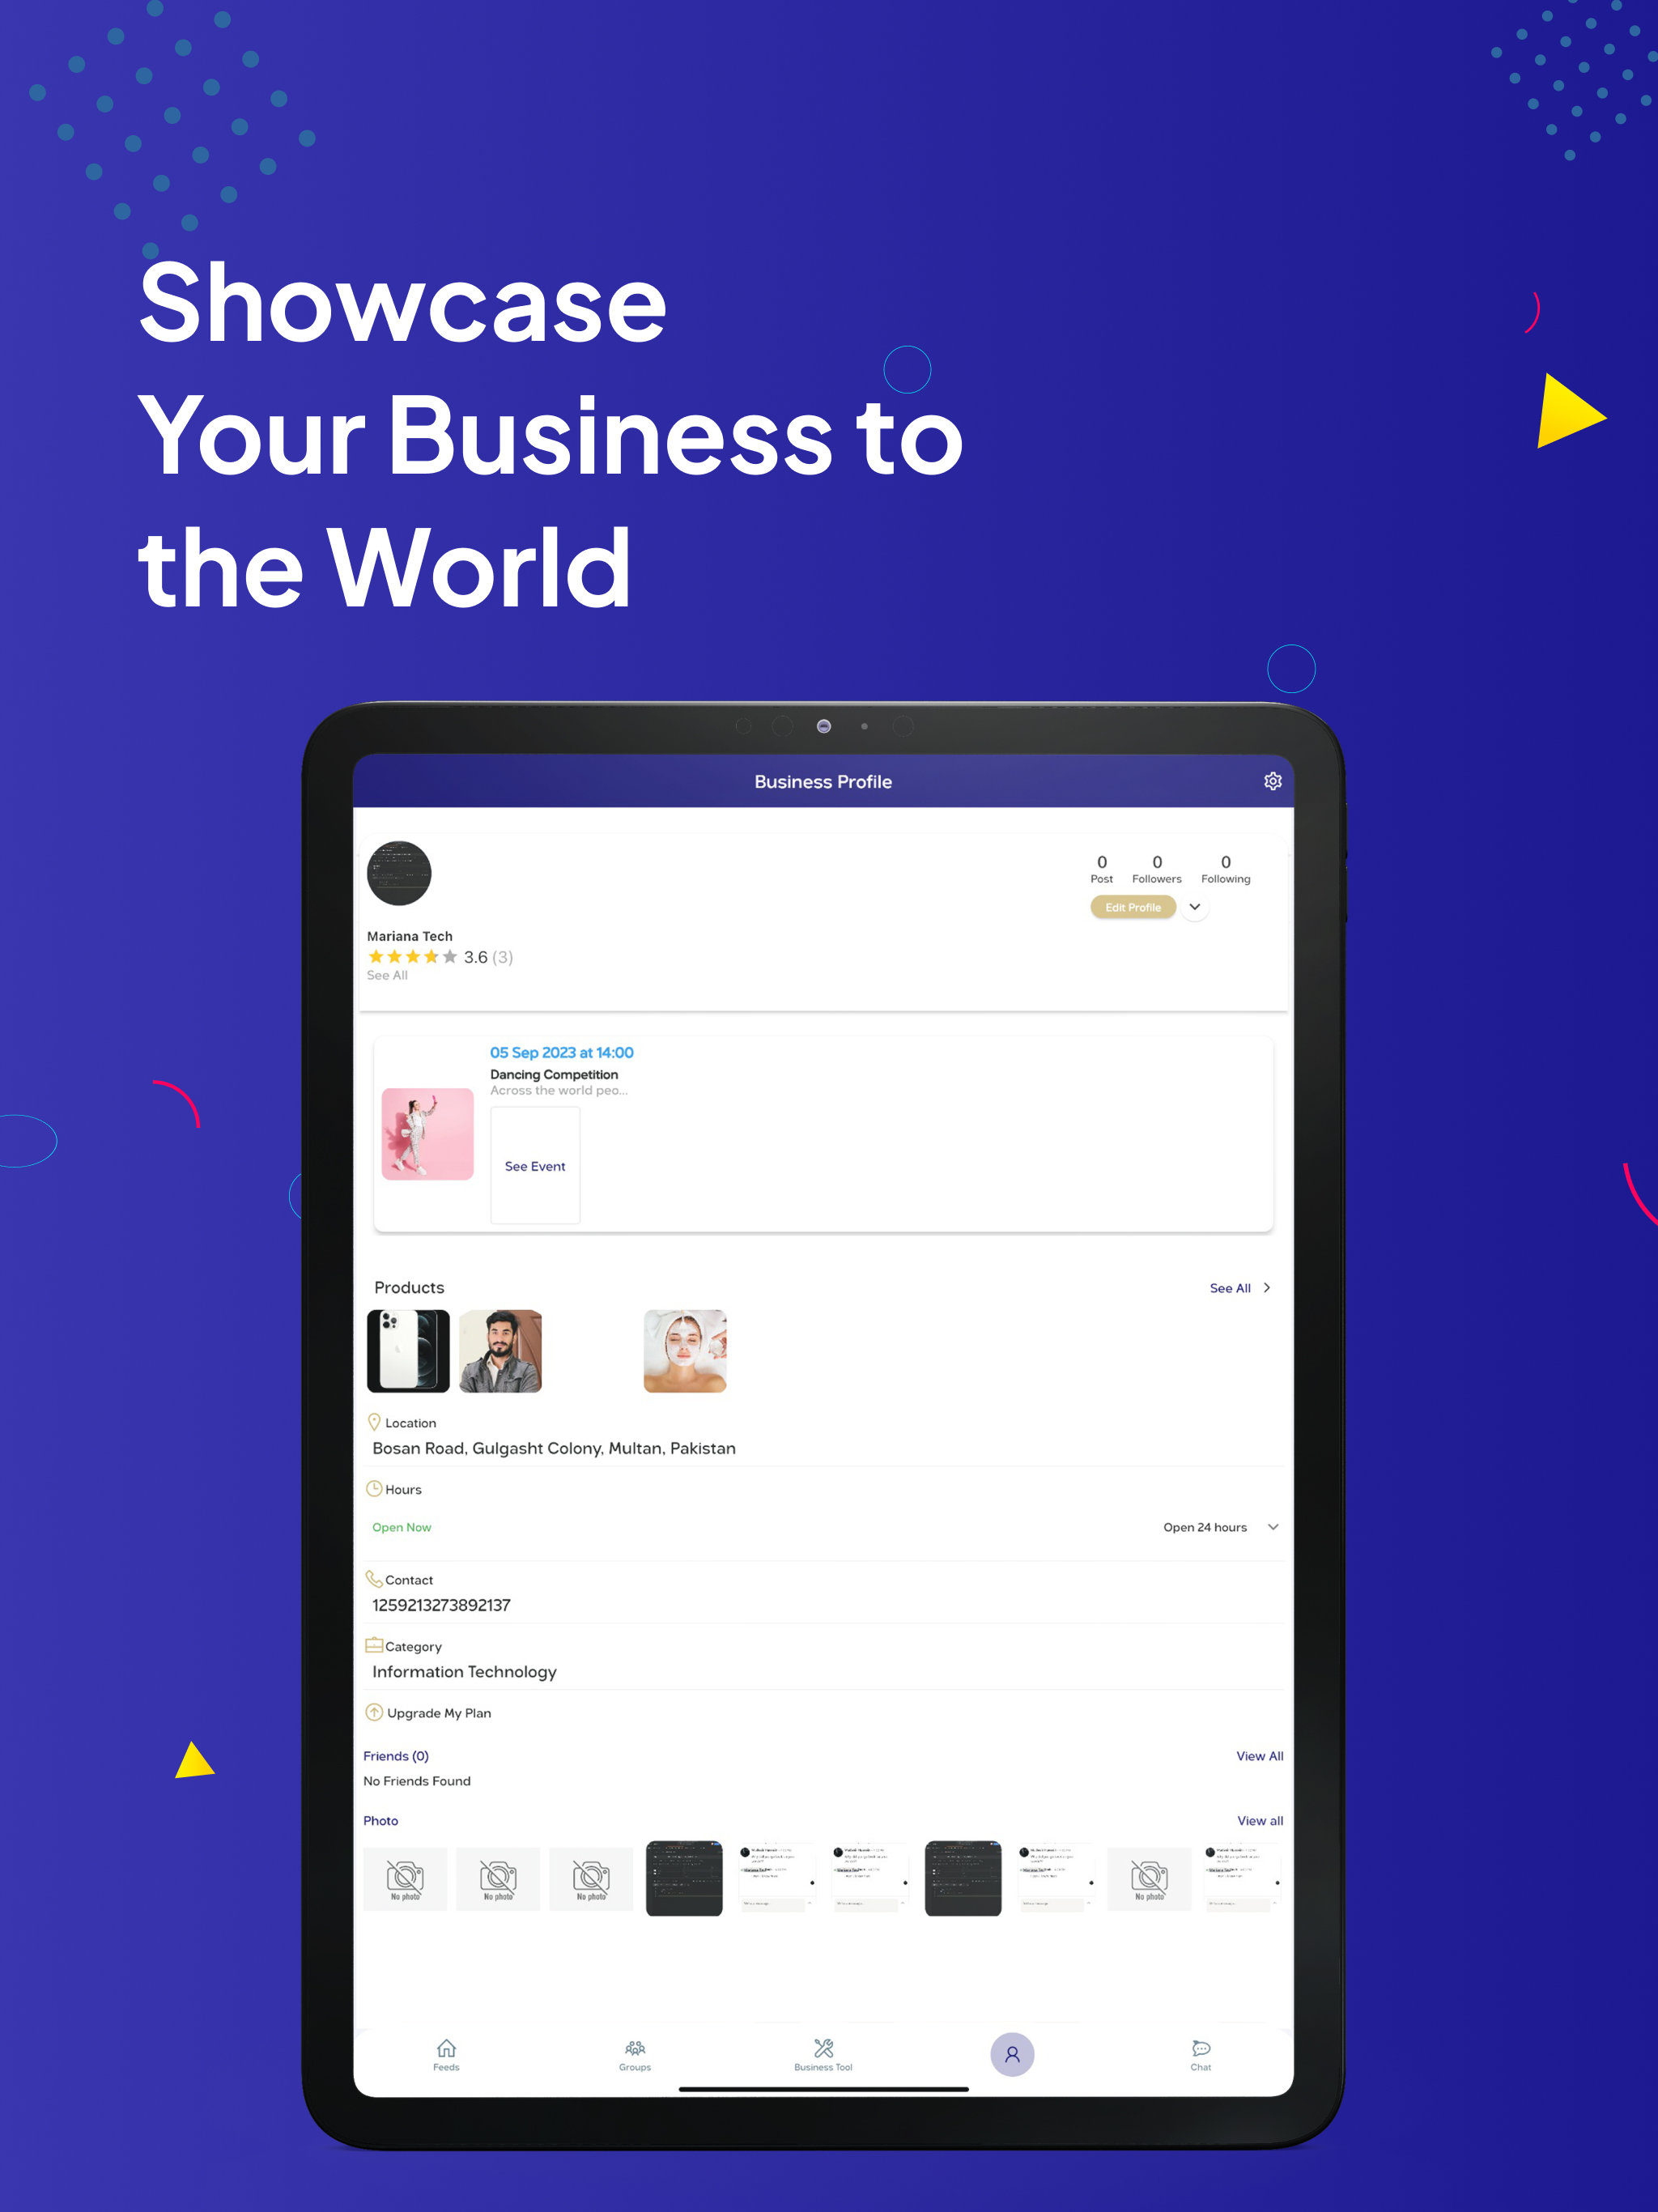 Showcase
Your Business to
the World
Business Profile
0 0 0
Post Followers Following
Edit Profile
Mariana Tech
3.6 (3)
See All
05 Sep 2023 at 14:00
Dancing Competition
Across the world peo...
See Event
Products See All
Location
Bosan Road, Gulgasht Colony, Multan, Pakistan
Hours
Open Now Open 24 hours
Contact
1259213273892137
Category
Information Technology
Upgrade My Plan
Friends (0) View All
No Friends Found
Photo View all
No photo No photo No photo No photo
Feeds Groups Business Tool Chat